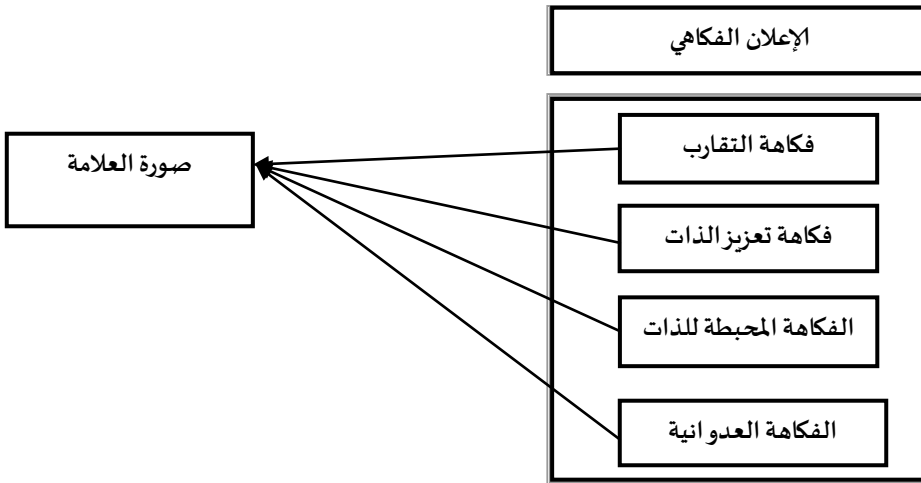 الإعلان الفكاهي
فكاهة التقارب
صورة العلامة
فكاهة تعزيز الذات
الفكاهة المحبطة للذات
الفكاهة العدوانية